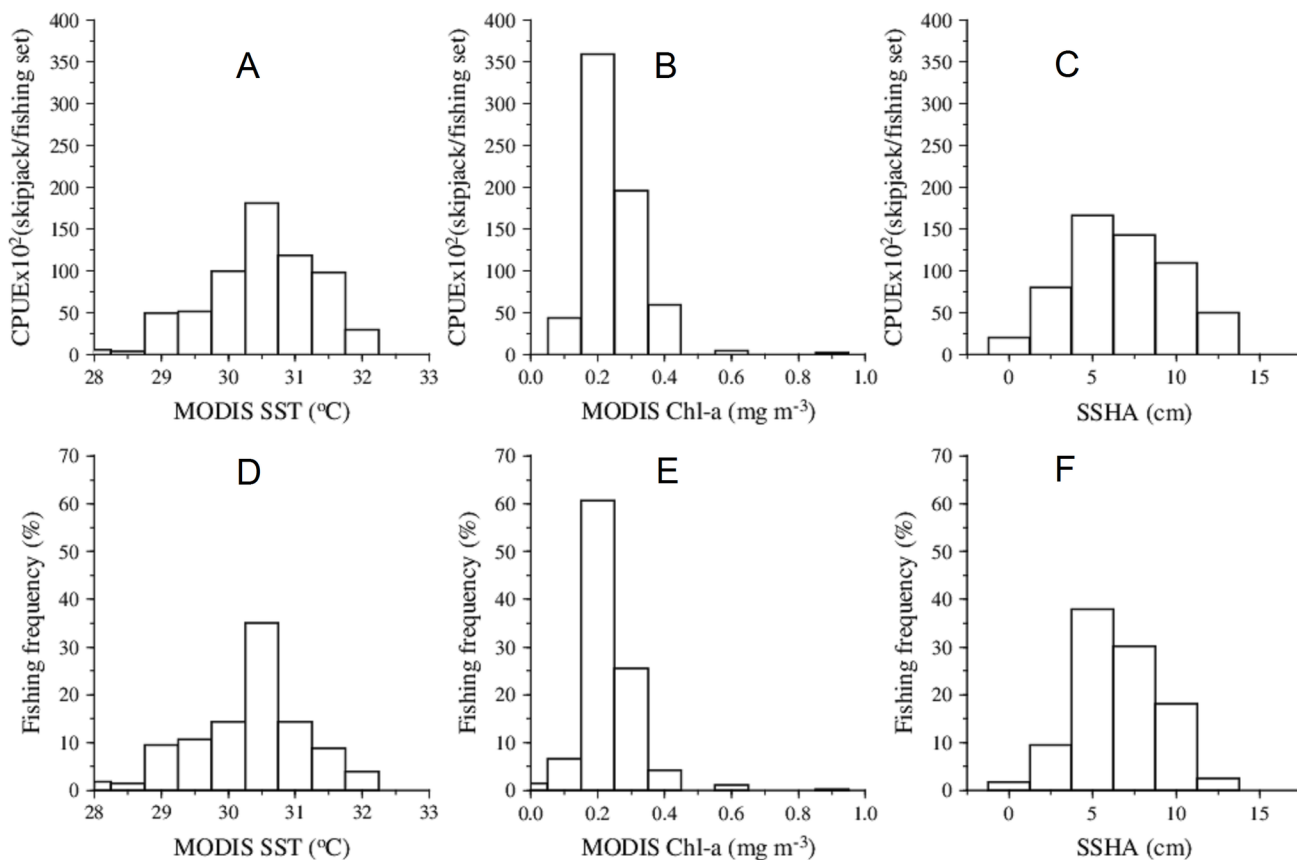 A
CPUEx10²(skipjack/fishing set)
400
350
300
250
200
150
100
50
0
28 29 30 31 32 33
MODIS SST (ºC)
B
CPUEx10²(skipjack/fishing set)
400
350
300
250
200
150
100
50
0
0.0 0.2 0.4 0.6 0.8 1.0
MODIS Chl-a (mg m⁻³)
C
CPUEx10²(skipjack/fishing set)
400
350
300
250
200
150
100
50
0
0 5 10 15
SSHA (cm)
D
Fishing frequency (%)
70
60
50
40
30
20
10
0
28 29 30 31 32 33
MODIS SST (ºC)
E
Fishing frequency (%)
70
60
50
40
30
20
10
0
0.0 0.2 0.4 0.6 0.8 1.0
MODIS Chl-a (mg m⁻³)
F
Fishing frequency (%)
70
60
50
40
30
20
10
0
0 5 10 15
SSHA (cm)